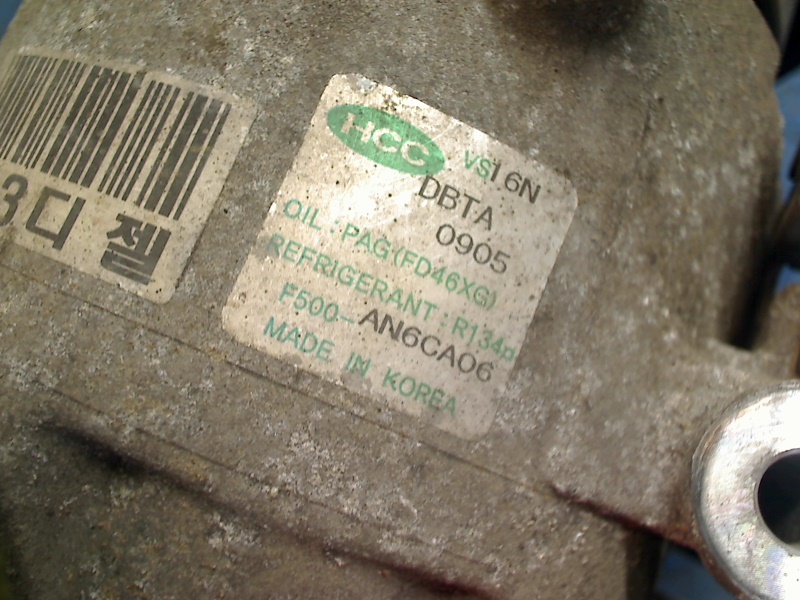 HCC VS16N
DBTA
0905
OIL : PAG(FD46XG)
REFRIGERANT : R134a
F500-AN6CA06
MADE IN KOREA
3디젤